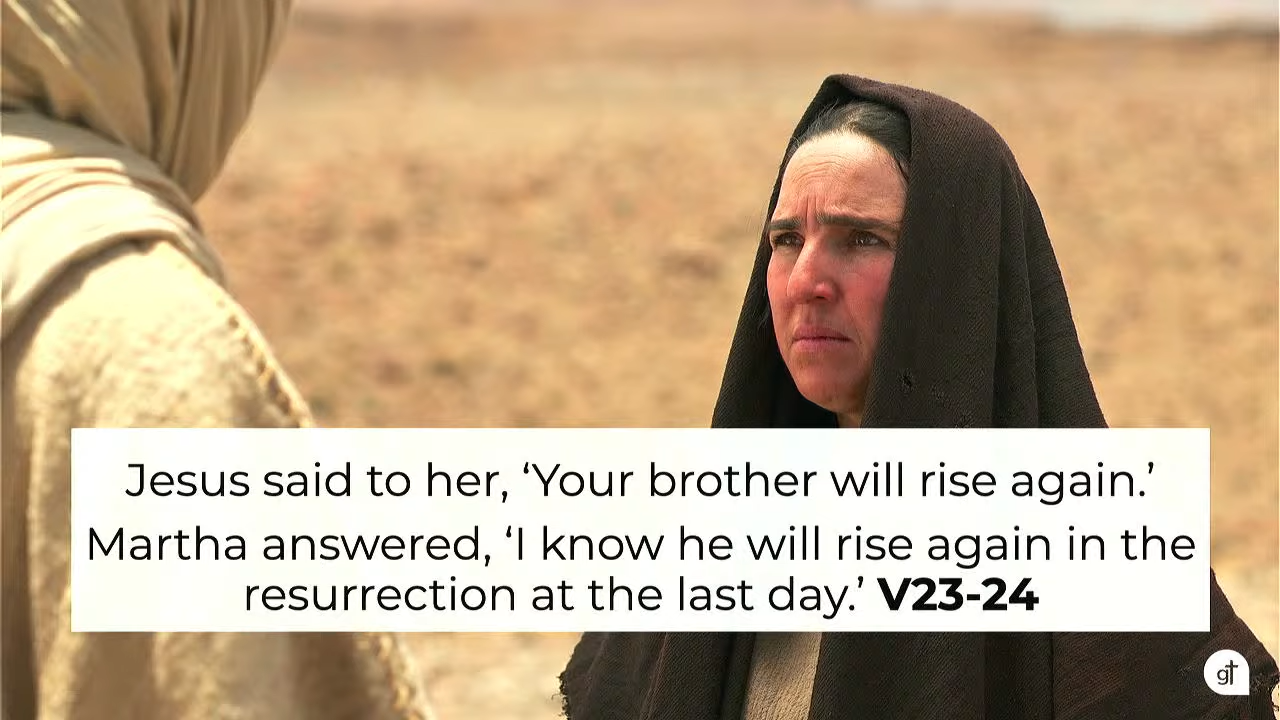 Jesus said to her, ‘Your brother will rise again.’
Martha answered, ‘I know he will rise again in the
resurrection at the last day.’ V23-24
gt